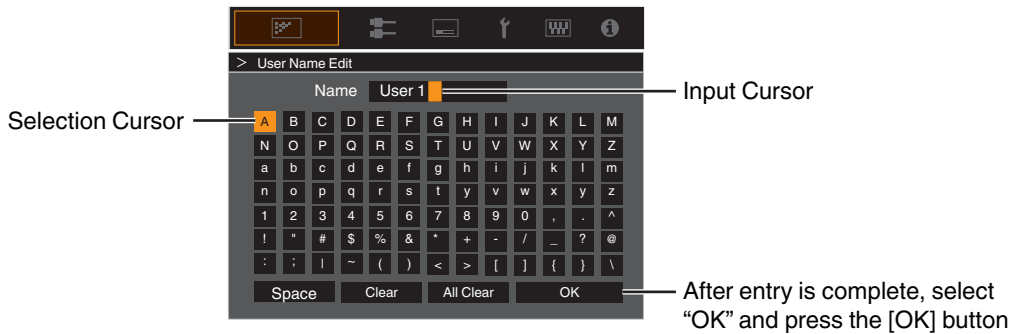 > User Name Edit
Name User 1
Input Cursor
Selection Cursor
A B C D E F G H I J K L M
N O P Q R S T U V W X Y Z
a b c d e f g h i j k l m
n o p q r s t y v w x y z
1 2 3 4 5 6 7 8 9 0 , . ^
! " # $ % & * + - / _ ? @
: ; | ~ ( ) < > [ ] { } \
Space Clear All Clear OK
After entry is complete, select
“OK” and press the [OK] button